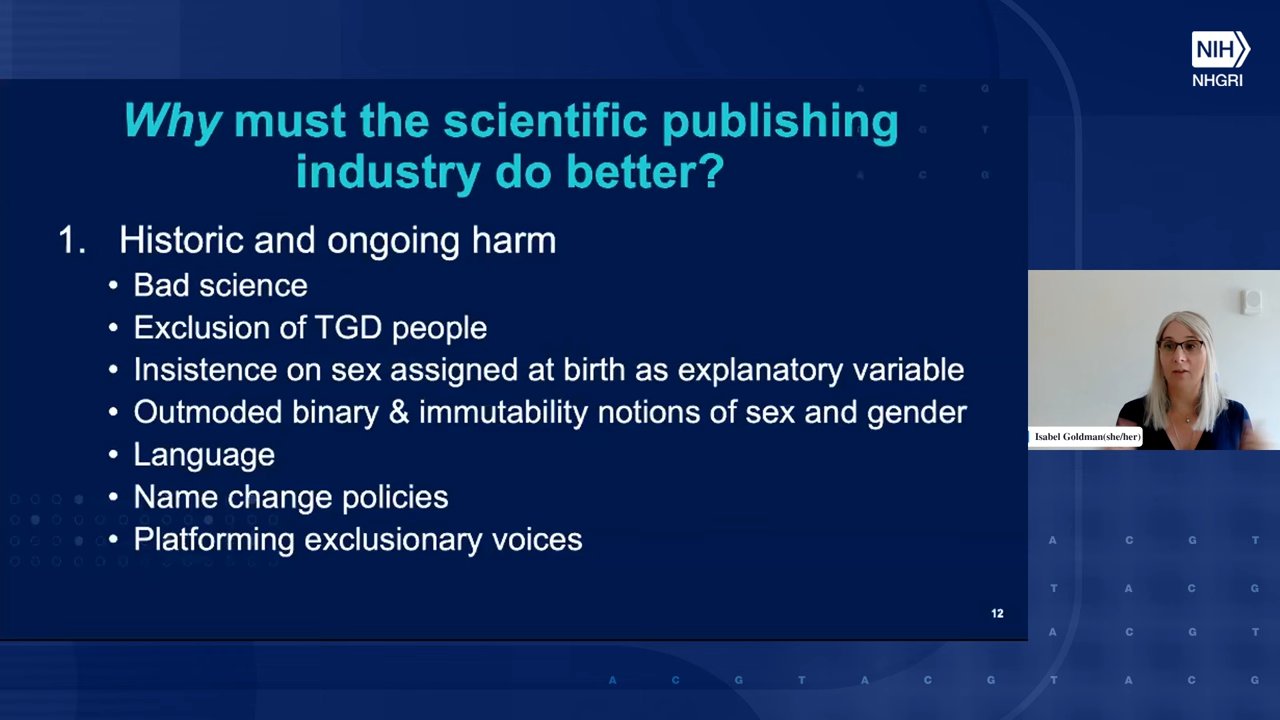 NIH
NHGRI
Why must the scientific publishing
industry do better?
1. Historic and ongoing harm
• Bad science
• Exclusion of TGD people
• Insistence on sex assigned at birth as explanatory variable
• Outmoded binary & immutability notions of sex and gender
• Language
• Name change policies
• Platforming exclusionary voices
12
Isabel Goldman(she/her)
A C G T
T A C G
A C G T
A C G T A C G T A C G